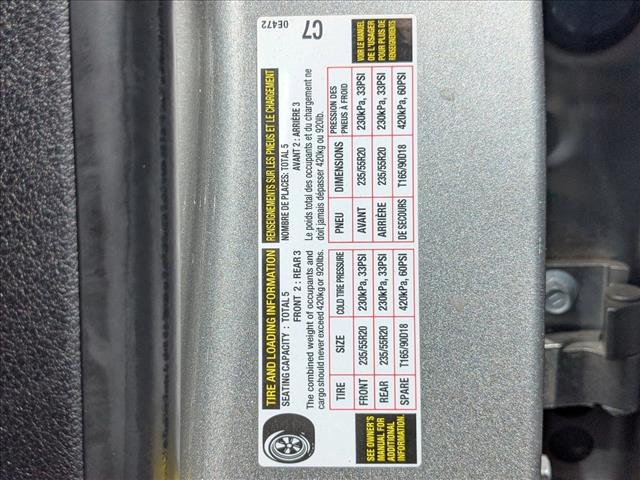 TIRE AND LOADING INFORMATION
SEATING CAPACITY : TOTAL 5
FRONT 2 : REAR 3
The combined weight of occupants and
cargo should never exceed 420kg or 920lbs.
TIRE SIZE COLD TIRE PRESSURE
FRONT 235/55R20 230kPa, 33PSI
REAR 235/55R20 230kPa, 33PSI
SPARE T165/90D18 420kPa, 60PSI
SEE OWNER'S
MANUAL FOR
ADDITIONAL
INFORMATION.
RENSEIGNEMENTS SUR LES PNEUS ET LE CHARGEMENT
NOMBRE DE PLACES: TOTAL 5
AVANT 2 : ARRIÈRE 3
Le poids total des occupants et du chargement ne
doit jamais dépasser 420kg ou 920lb.
PNEU DIMENSIONS PRESSION DES
PNEUS À FROID
AVANT 235/55R20 230kPa, 33PSI
ARRIÈRE 235/55R20 230kPa, 33PSI
DE SECOURS T165/90D18 420kPa, 60PSI
VOIR LE MANUEL
DE L'USAGER
POUR PLUS DE
RENSEIGNEMENTS
0E472
C7